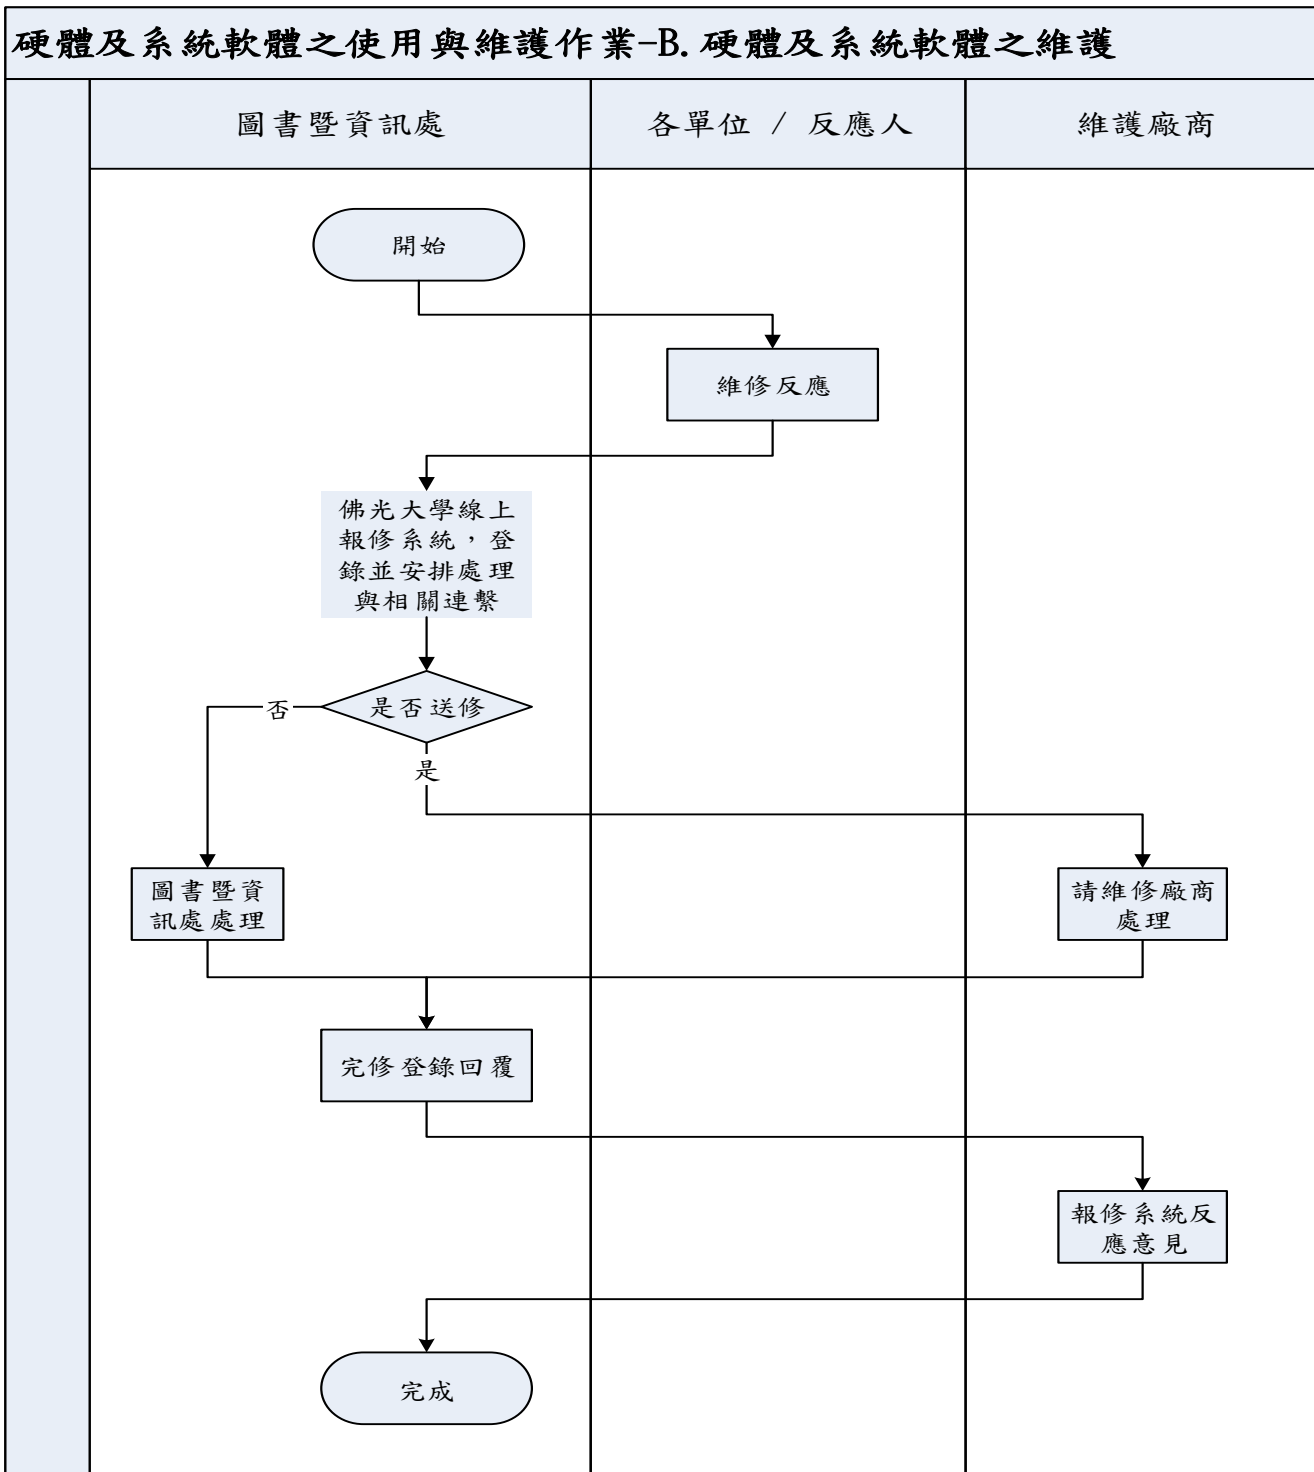 硬體及系統軟體之使用與維護作業-B.硬體及系統軟體之維護
圖書暨資訊處
各單位 / 反應人
維護廠商
開始
維修反應
佛光大學線上
報修系統，登
錄並安排處理
與相關連繫
是否送修
否
是
圖書暨資
訊處處理
請維修廠商
處理
完修登錄回覆
報修系統反
應意見
完成